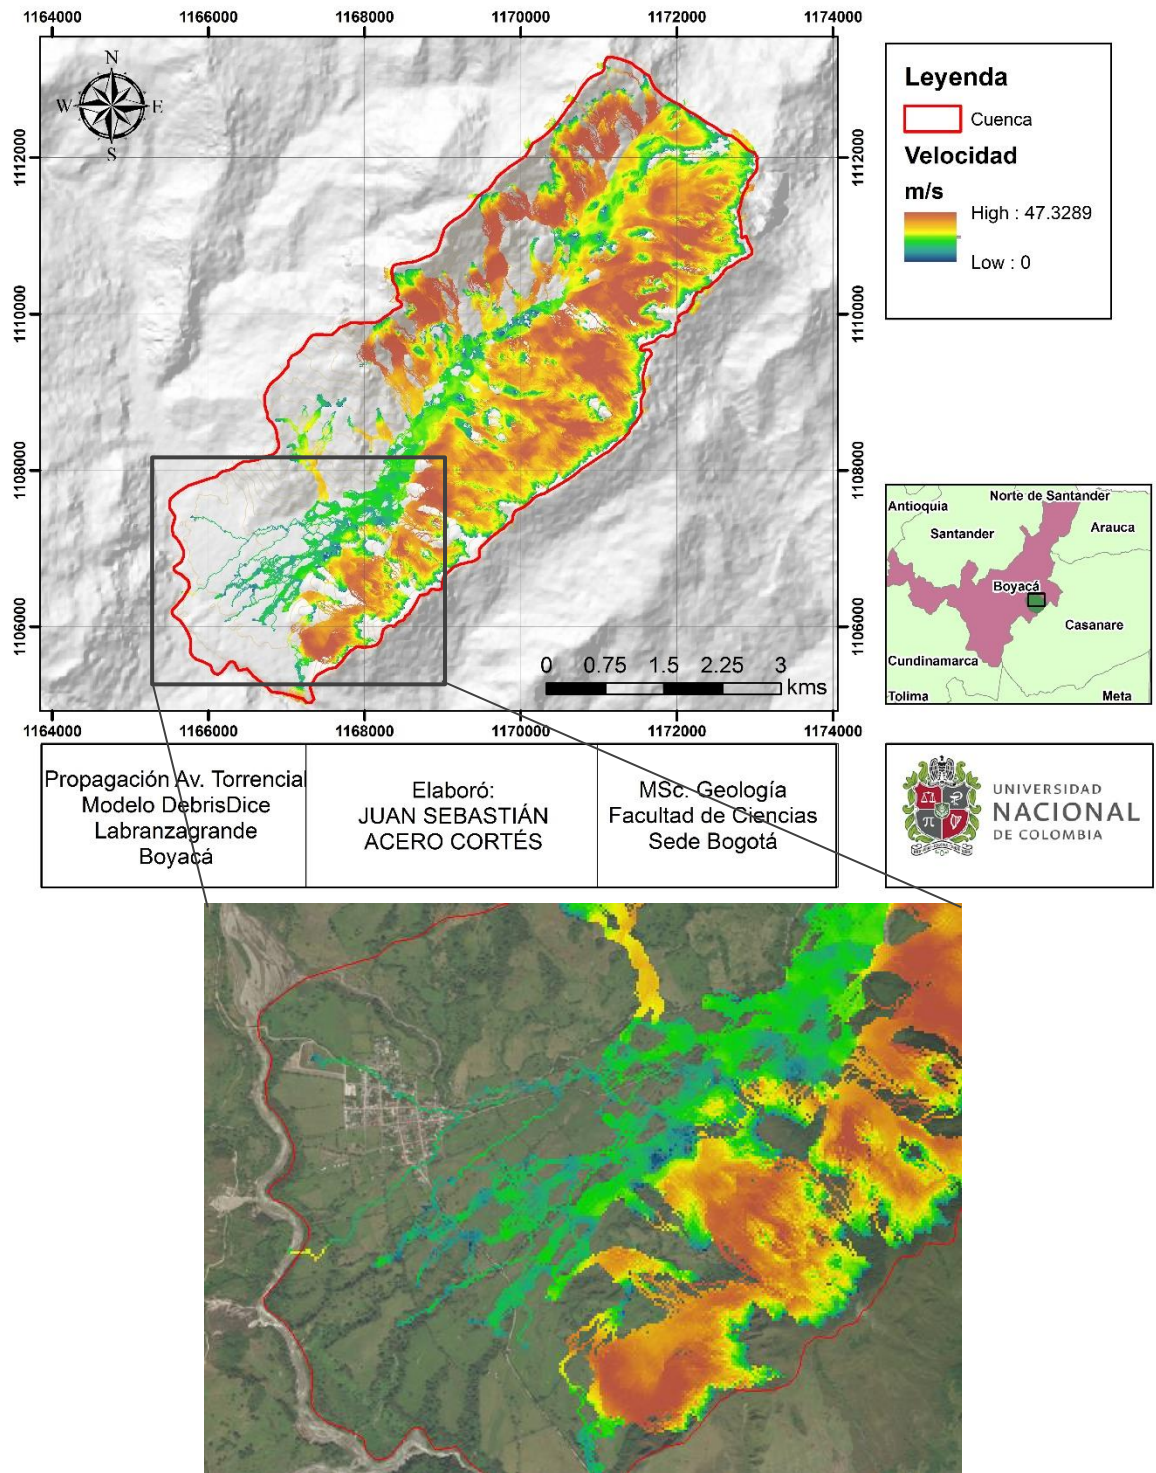 1164000 1166000 1168000 1170000 1172000 1174000
N
W E
S
1112000 1112000
1110000 1110000
1108000 1108000
1106000 1106000
0 0.75 1.5 2.25 3
kms
1164000 1166000 1168000 1170000 1172000 1174000
Leyenda
Cuenca
Velocidad
m/s
High : 47.3289
Low : 0
Norte de Santander
Antioquia
Santander
Arauca
Boyacá
Casanare
Cundinamarca
Tolima
Meta
Propagación Av. Torrencial
Modelo DebrisDice
Labranzagrande
Boyacá
Elaboró:
JUAN SEBASTIÁN
ACERO CORTÉS
MSc. Geología
Facultad de Ciencias
Sede Bogotá
UNIVERSIDAD
NACIONAL
DE COLOMBIA